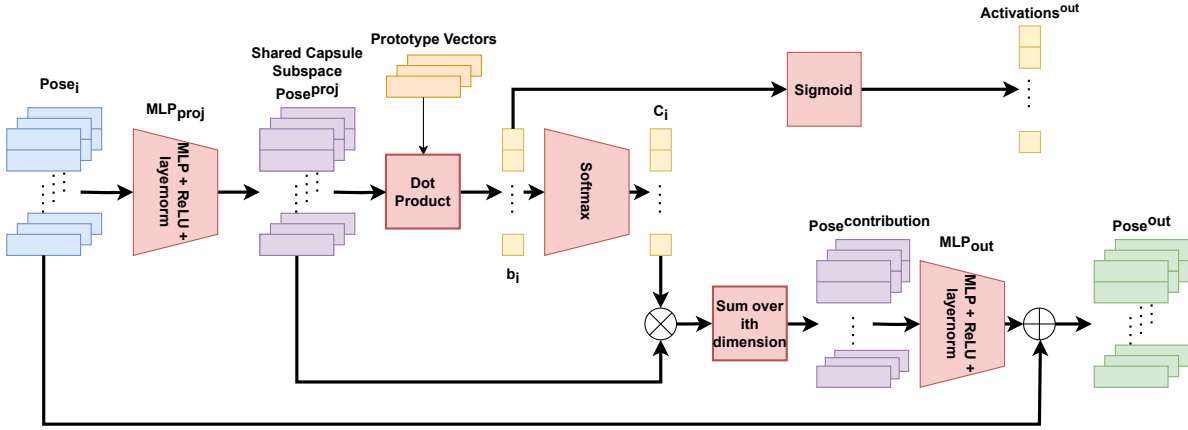 Activations^out
Shared Capsule
Subspace
Pose^proj
Prototype Vectors
Pose_i
MLP_proj
MLP + ReLU +
layernorm
Dot
Product
b_i
Softmax
C_i
Sigmoid
Sum over
ith
dimension
Pose^contribution
MLP_out
MLP + ReLU +
layernorm
Pose^out